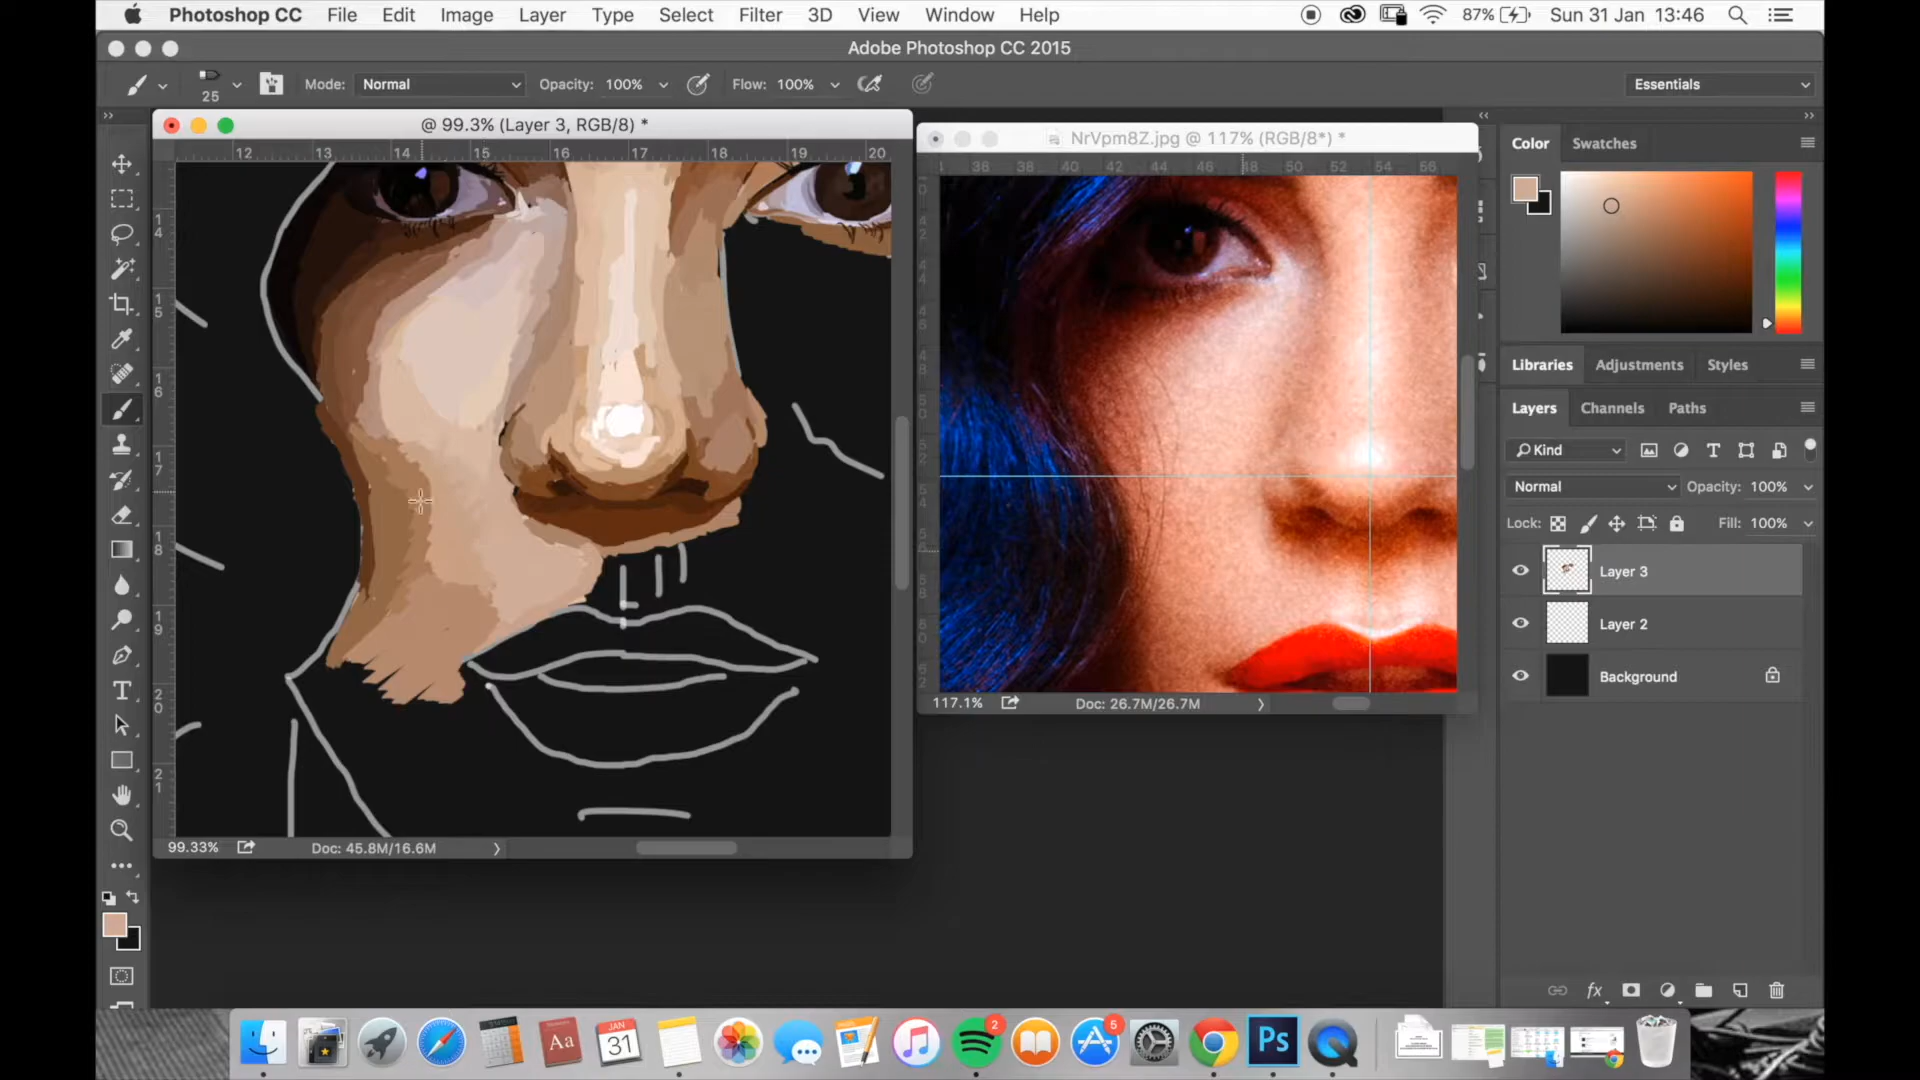 Photoshop CC File Edit Image Layer Type Select Filter 3D View Window Help 87% Sun 31 Jan 13:46
Adobe Photoshop CC 2015
25 Mode: Normal Opacity: 100% Flow: 100% Essentials
@ 99.3% (Layer 3, RGB/8) *
12 13 14 15 16 17 18 19 20
NrVpm8Z.jpg @ 117% (RGB/8*) *
36 38 40 42 44 46 48 50 52 54 56
Color Swatches
Libraries Adjustments Styles
Layers Channels Paths
Kind
Normal Opacity: 100%
Lock: Fill: 100%
Layer 3
Layer 2
Background
117.1% Doc: 26.7M/26.7M
99.33% Doc: 45.8M/16.6M
fx
Aa
JAN
31
2
5
Ps